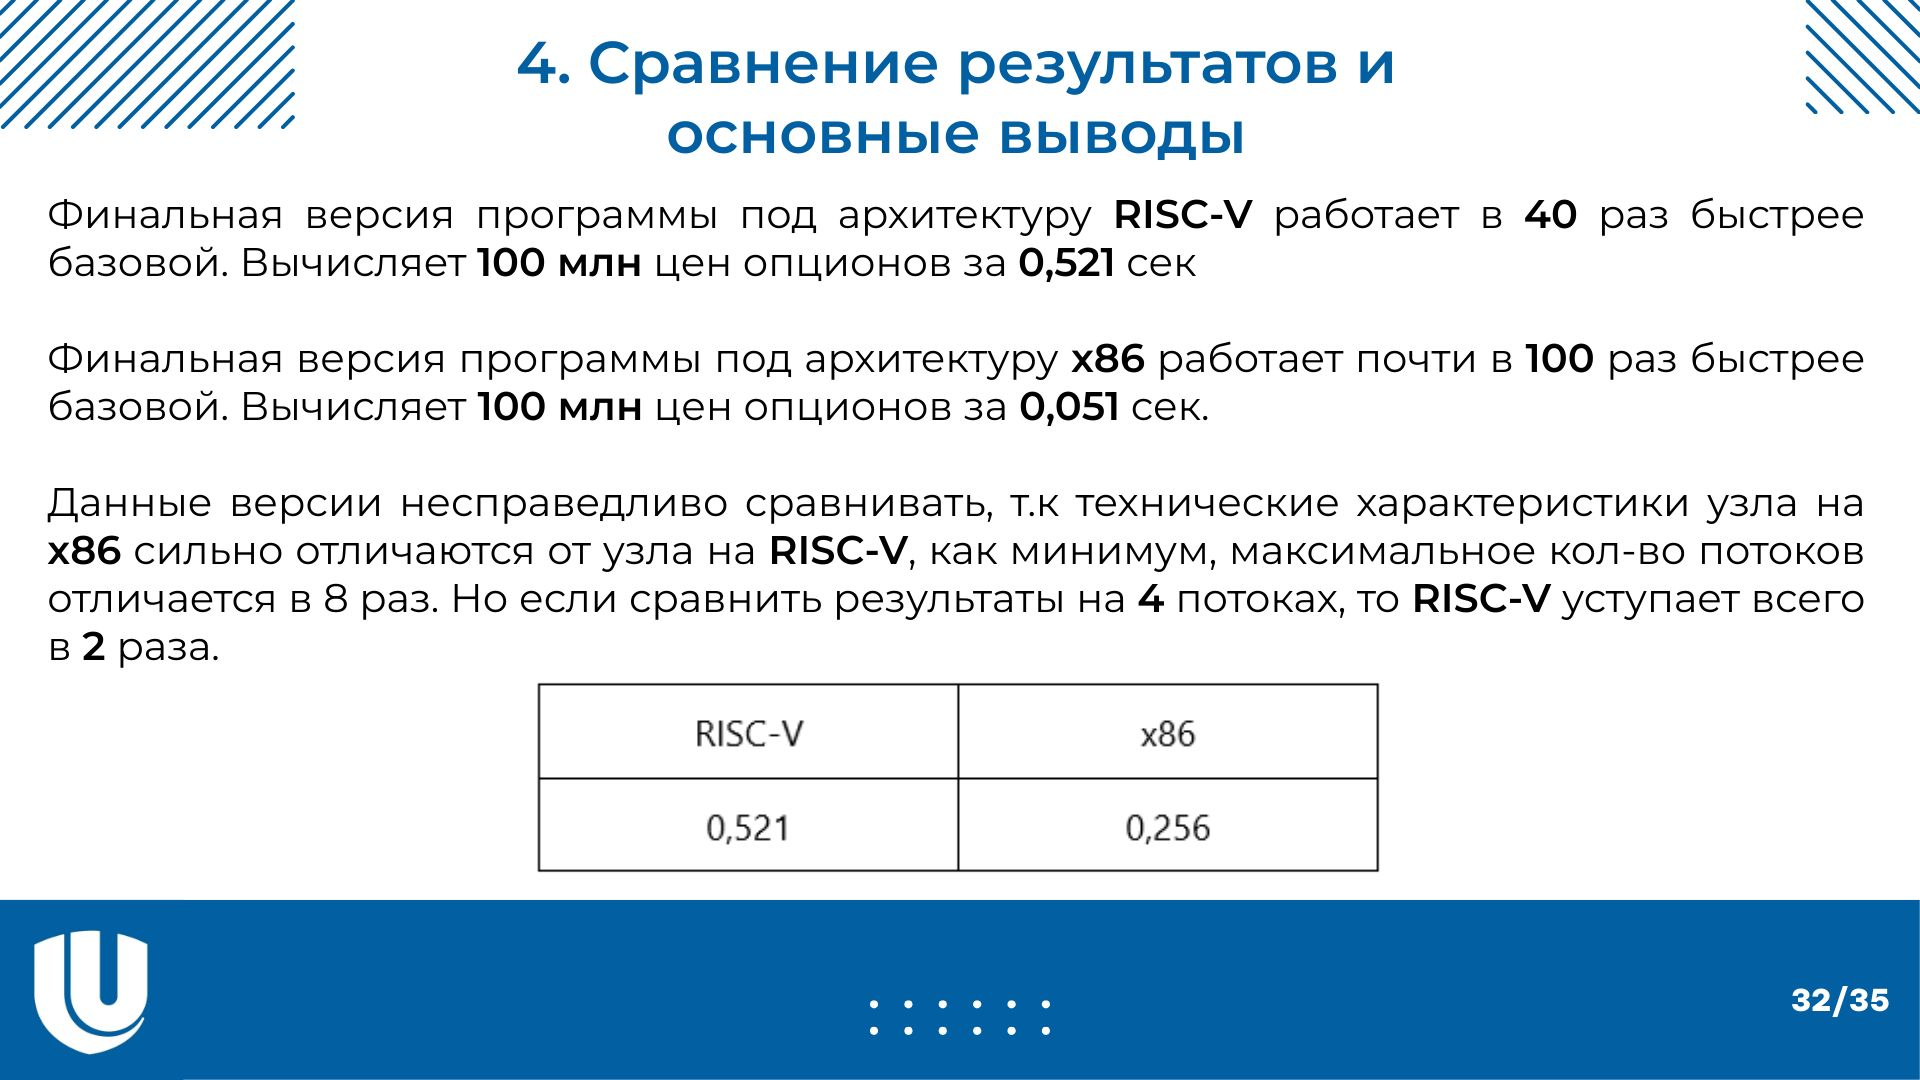 4. Сравнение результатов и
основные выводы
Финальная версия программы под архитектуру RISC-V работает в 40 раз быстрее
базовой. Вычисляет 100 млн цен опционов за 0,521 сек
Финальная версия программы под архитектуру x86 работает почти в 100 раз быстрее
базовой. Вычисляет 100 млн цен опционов за 0,051 сек.
Данные версии несправедливо сравнивать, т.к технические характеристики узла на
x86 сильно отличаются от узла на RISC-V, как минимум, максимальное кол-во потоков
отличается в 8 раз. Но если сравнить результаты на 4 потоках, то RISC-V уступает всего
в 2 раза.
RISC-V x86
0,521 0,256
32/35